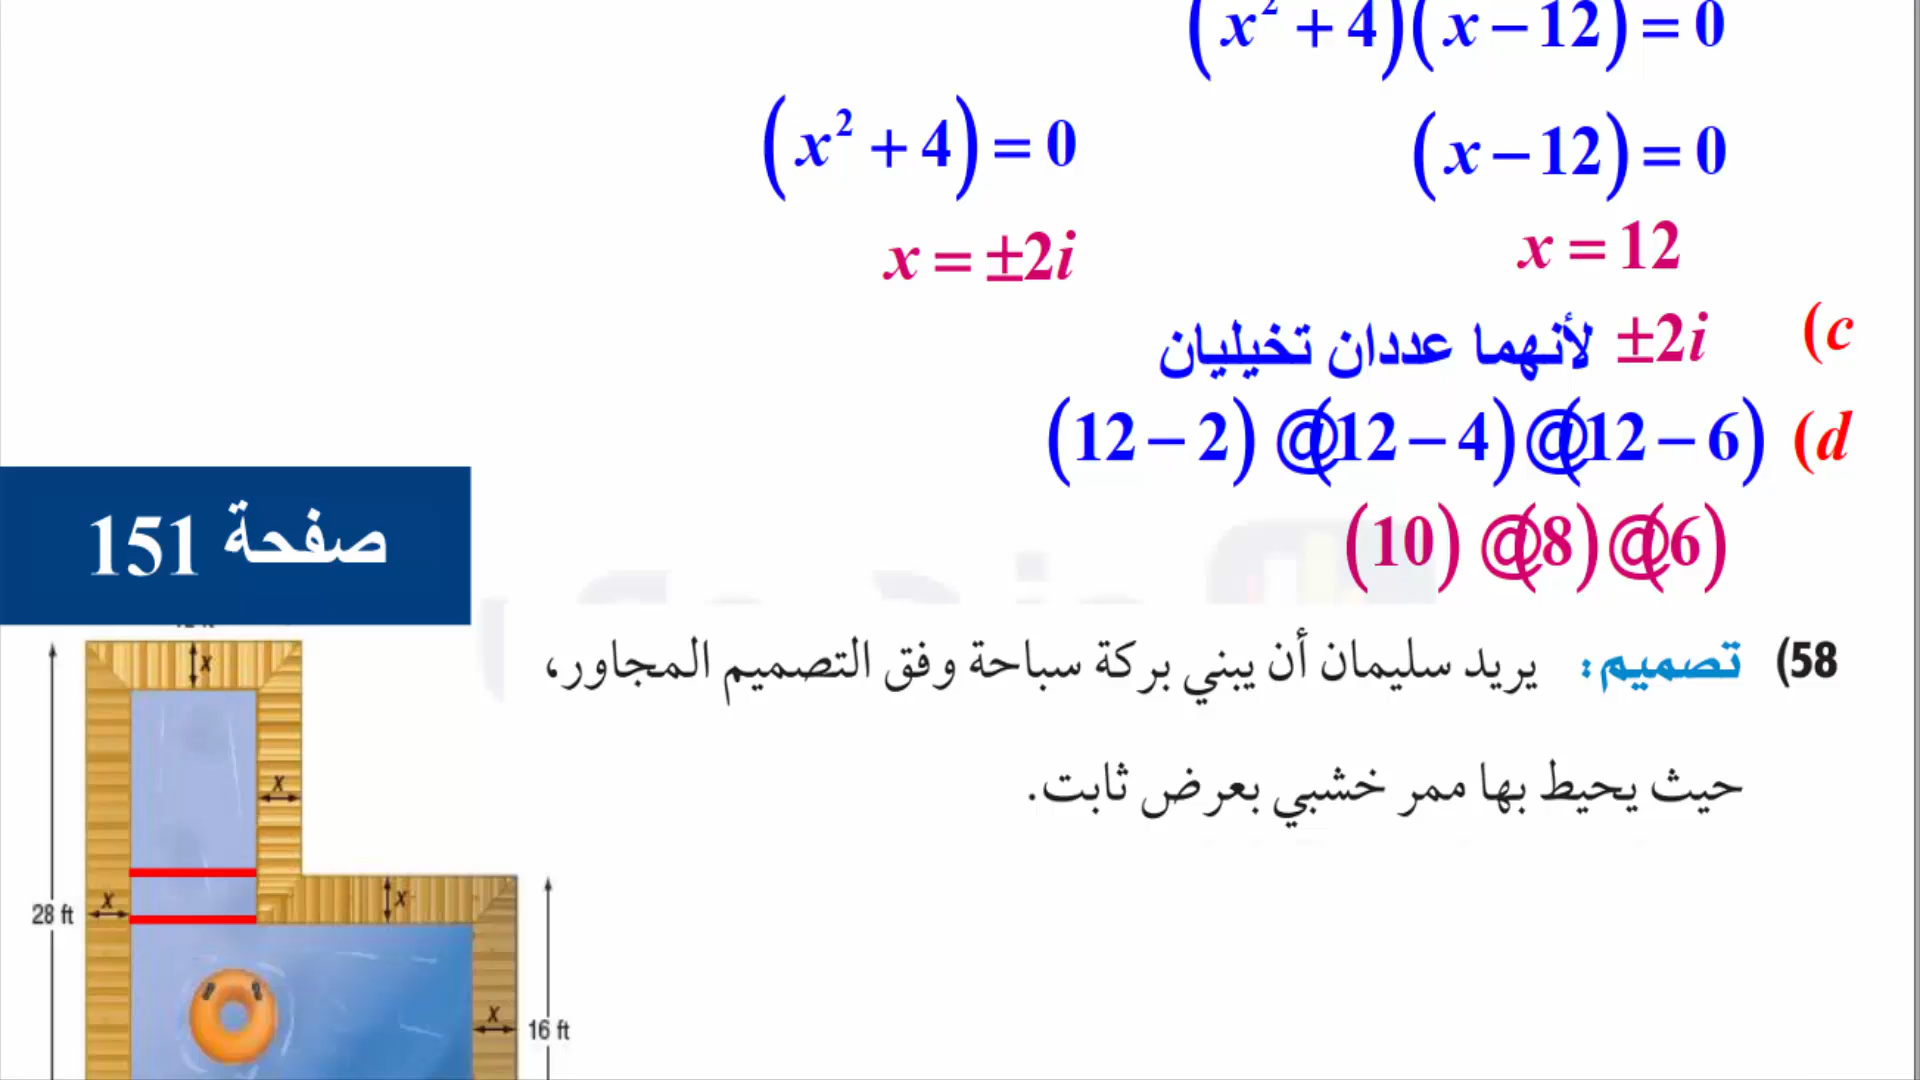 (x² + 4)(x − 12) = 0
(x − 12) = 0
(x² + 4) = 0
x = 12
x = ±2i
c) ±2i لأنهما عددان تخيليان
d) (12 − 2) @(12 − 4)@(12 − 6)
(10) @(8)@(6)
صفحة 151
58) تصميم: يريد سليمان أن يبني بركة سباحة وفق التصميم المجاور،
حيث يحيط بها ممر خشبي بعرض ثابت.
x
x
x
x
28 ft
x
16 ft